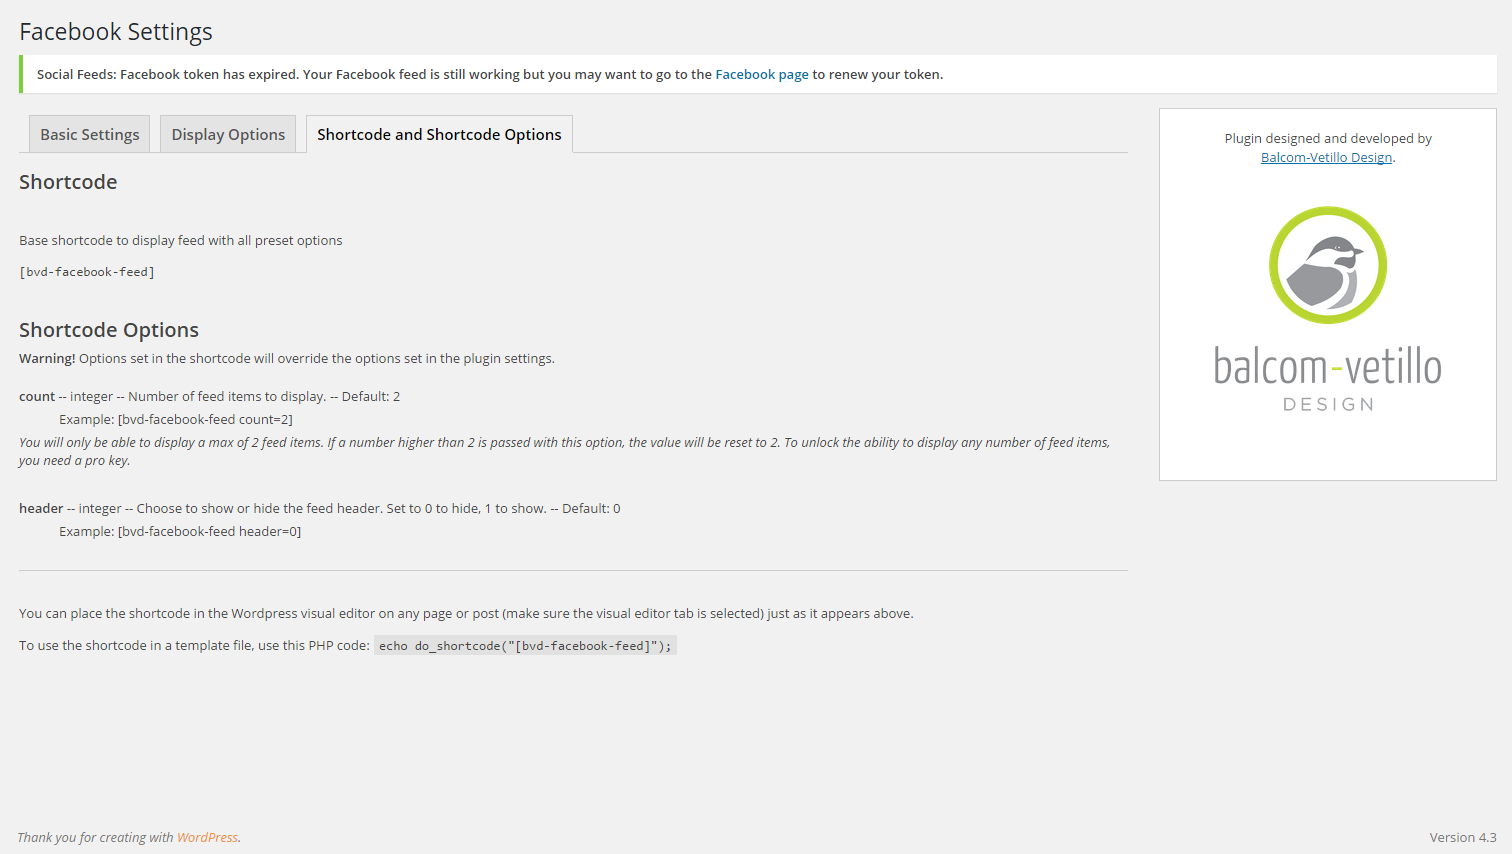 Facebook Settings
Social Feeds: Facebook token has expired. Your Facebook feed is still working but you may want to go to the Facebook page to renew your token.
Basic Settings
Display Options
Shortcode and Shortcode Options
Shortcode
Base shortcode to display feed with all preset options
[bvd-facebook-feed]
Shortcode Options
Warning! Options set in the shortcode will override the options set in the plugin settings.
count -- integer -- Number of feed items to display. -- Default: 2
Example: [bvd-facebook-feed count=2]
You will only be able to display a max of 2 feed items. If a number higher than 2 is passed with this option, the value will be reset to 2. To unlock the ability to display any number of feed items,
you need a pro key.
header -- integer -- Choose to show or hide the feed header. Set to 0 to hide, 1 to show. -- Default: 0
Example: [bvd-facebook-feed header=0]
You can place the shortcode in the Wordpress visual editor on any page or post (make sure the visual editor tab is selected) just as it appears above.
To use the shortcode in a template file, use this PHP code: echo do_shortcode("[bvd-facebook-feed]");
Plugin designed and developed by
Balcom-Vetillo Design.
balcom-vetillo
DESIGN
Thank you for creating with WordPress.
Version 4.3